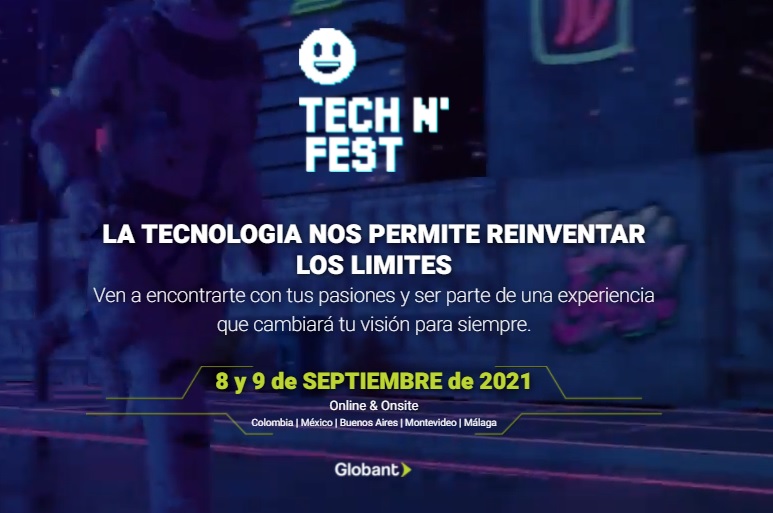 TECH N'
FEST
LA TECNOLOGIA NOS PERMITE REINVENTAR
LOS LIMITES
Ven a encontrarte con tus pasiones y ser parte de una experiencia
que cambiará tu visión para siempre.
8 y 9 de SEPTIEMBRE de 2021
Online & Onsite
Colombia | México | Buenos Aires | Montevideo | Málaga
Globant